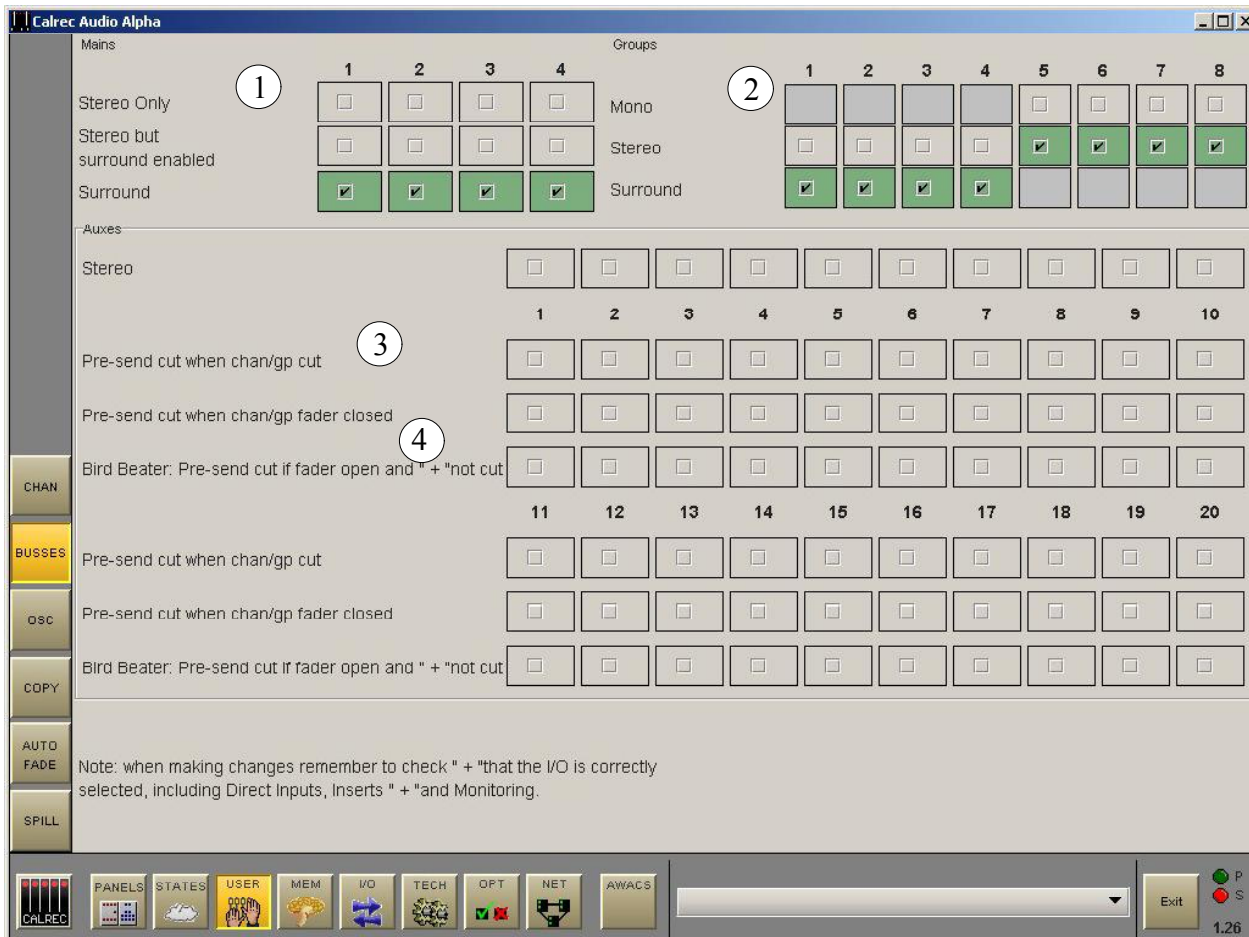 Calrec Audio Alpha
Mains
Groups
1 2 3 4
1 2 3 4 5 6 7 8
1
2
Stereo Only
Mono
Stereo but
surround enabled
Stereo
Surround
Surround
Auxes
Stereo
1 2 3 4 5 6 7 8 9 10
3
Pre-send cut when chan/gp cut
Pre-send cut when chan/gp fader closed
4
Bird Beater: Pre-send cut if fader open and " + "not cut
11 12 13 14 15 16 17 18 19 20
Pre-send cut when chan/gp cut
Pre-send cut when chan/gp fader closed
Bird Beater: Pre-send cut if fader open and " + "not cut
Note: when making changes remember to check " + "that the I/O is correctly
selected, including Direct Inputs, Inserts " + "and Monitoring.
CHAN
BUSSES
OSC
COPY
AUTO
FADE
SPILL
CALREC
PANELS
STATES
USER
MEM
I/O
TECH
OPT
NET
AWACS
Exit
P
S
1.26